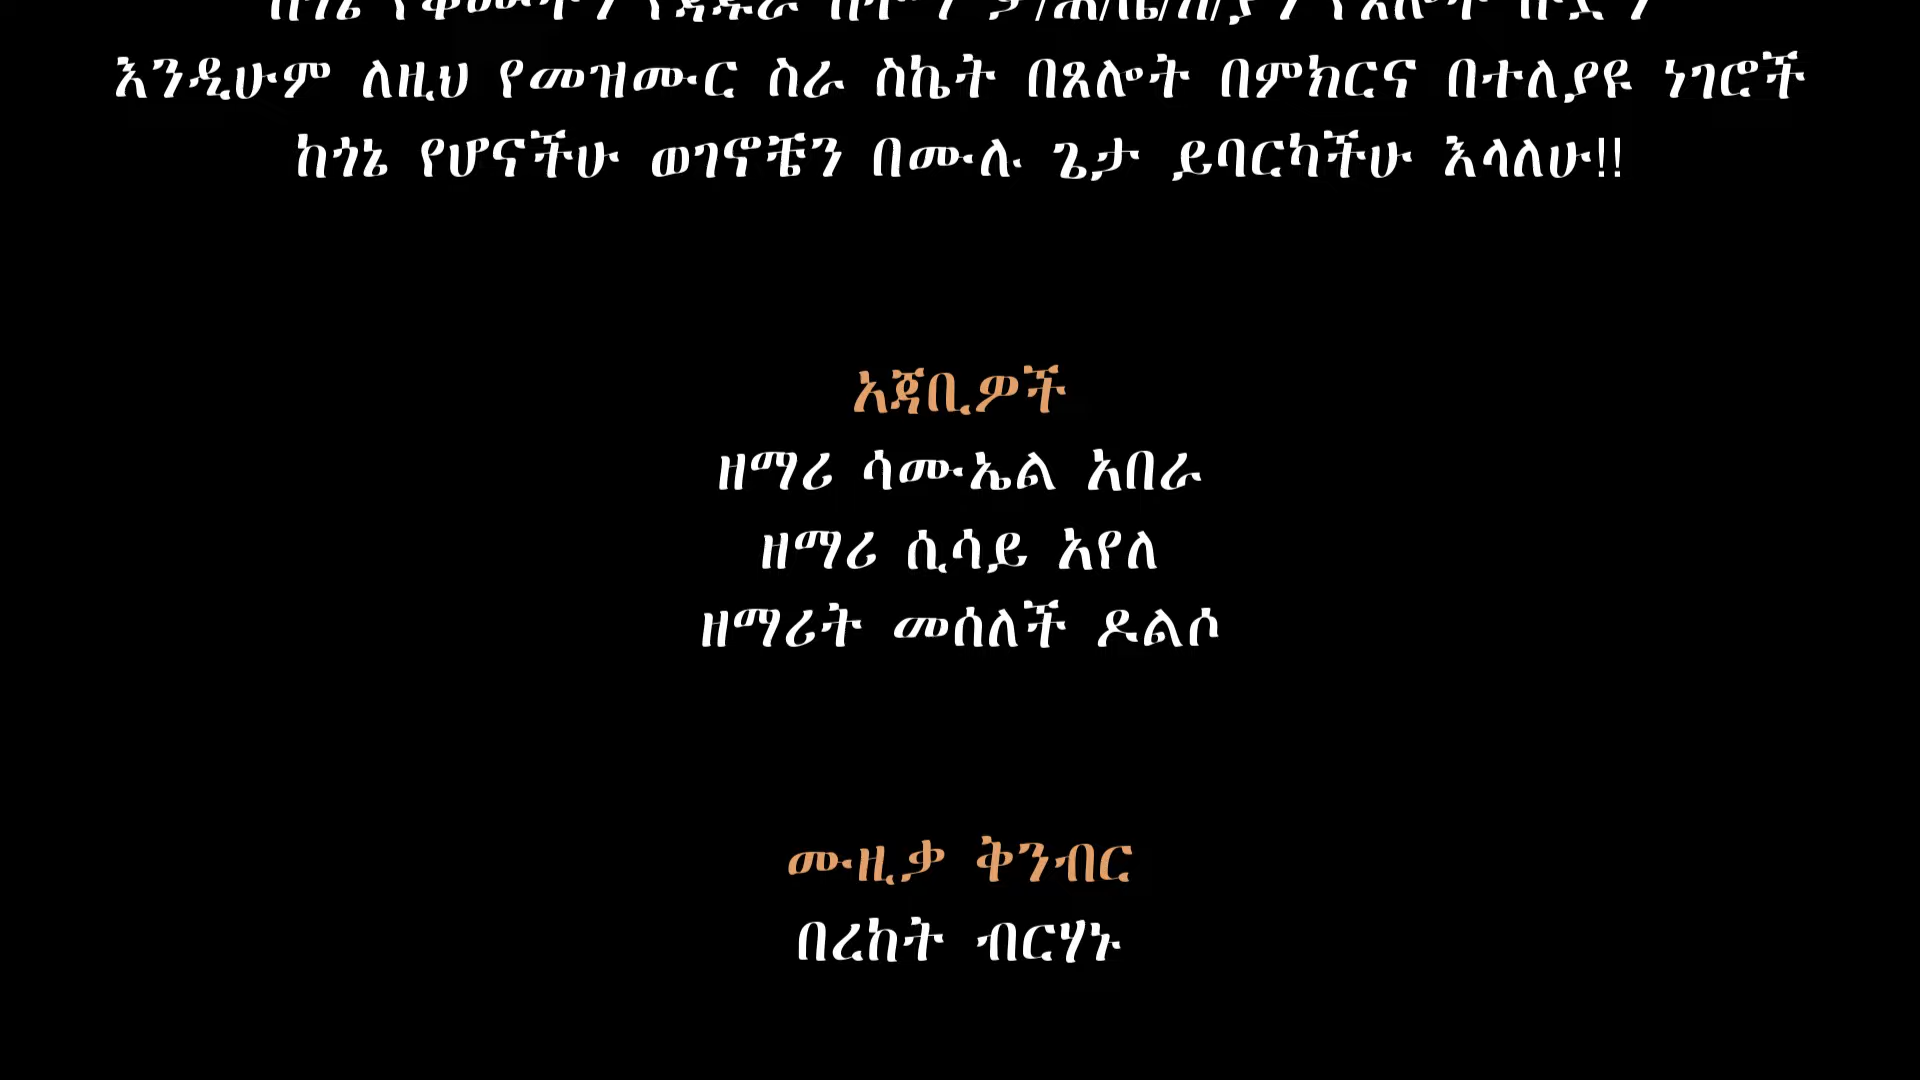 ከጎኔ
እንዲሁም ለዚህ የመዝሙር ስራ ስኬት በጸሎት በምክርና በተለያዩ ነገሮች
ከጎኔ የሆናችሁ ወገኖቼን በሙሉ ጌታ ይባርካችሁ እላለሁ!!
አጃቢዎች
ዘማሪ ሳሙኤል አበራ
ዘማሪ ሲሳይ አየለ
ዘማሪት መሰለች ዶልሶ
ሙዚቃ ቅንብር
በረከት ብርሃኑ